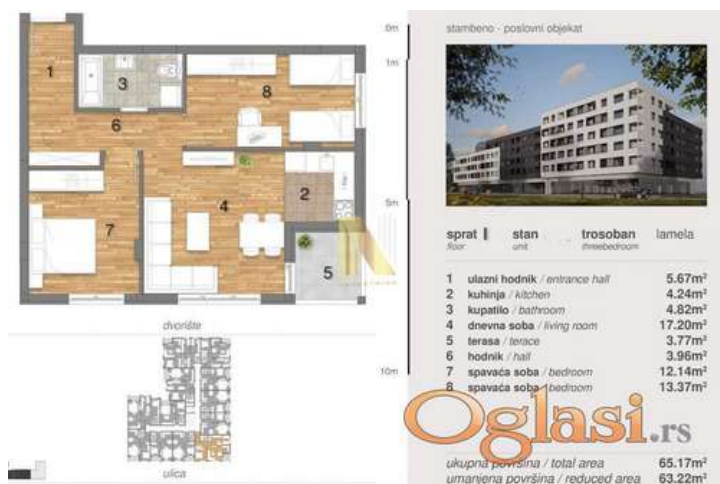 1
3
8
6
2
4
7
5
dvorište
ulica
0m
1m
5m
10m
stambeno - poslovni objekat
sprat stan trosoban lamela
floor unit threebedroom
1 ulazni hodnik / entrance hall 5.67m²
2 kuhinja / kitchen 4.24m²
3 kupatilo / bathroom 4.82m²
4 dnevna soba / living room 17.20m²
5 terasa / terace 3.77m²
6 hodnik / hall 3.96m²
7 spavaća soba / bedroom 12.14m²
8 spavaća soba / bedroom 13.37m²
Oglasi.rs
ukupna površina / total area 65.17m²
umanjena površina / reduced area 63.22m²